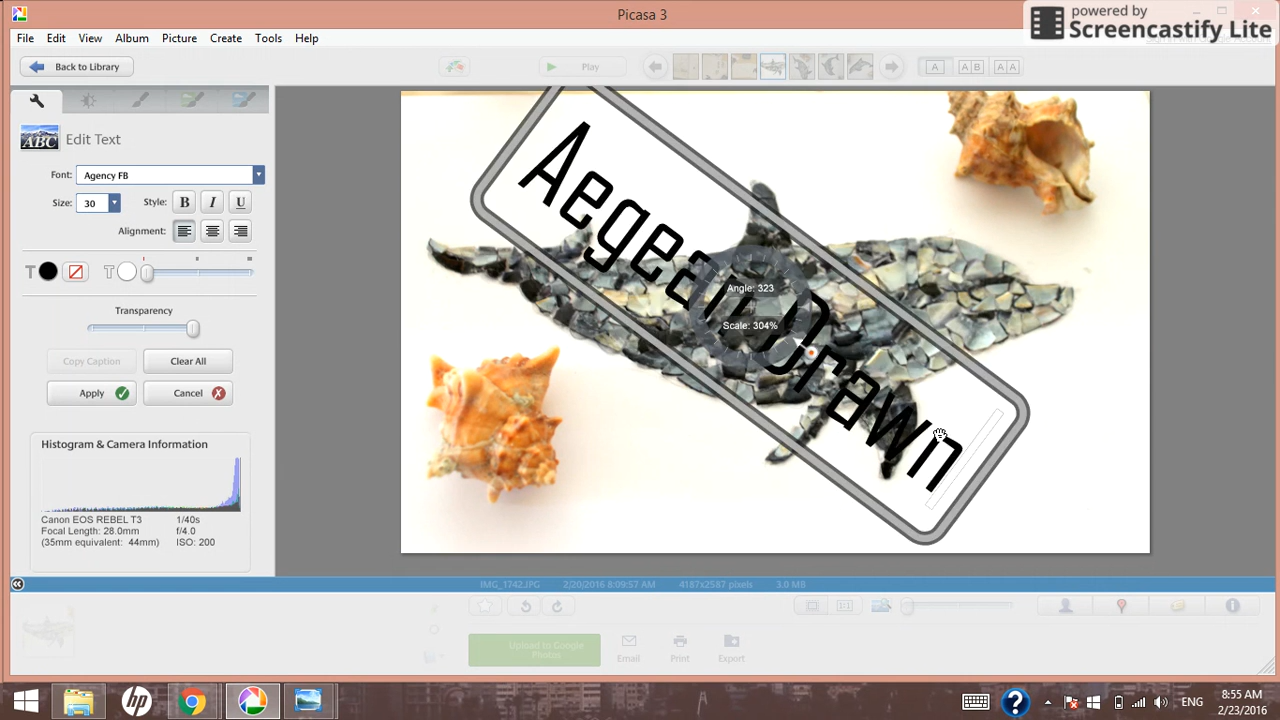 Picasa 3
powered by
Screencastify Lite
File Edit View Album Picture Create Tools Help
Back to Library
Play
A
A B
A A
ABC
Edit Text
Font: Agency FB
Size: 30
Style: B I U
Alignment:
T
T
Transparency
Copy Caption
Clear All
Apply
Cancel
Histogram & Camera Information
Canon EOS REBEL T3 1/40s
Focal Length: 28.0mm f/4.0
(35mm equivalent: 44mm) ISO: 200
Aegean Drawn
Angle: 323
Scale: 304%
IMG_1742.JPG 2/20/2016 8:09:57 AM 4187x2587 pixels 3.0 MB
Upload to Google
Photos
Email
Print
Export
hp
?
ENG
8:55 AM
2/23/2016